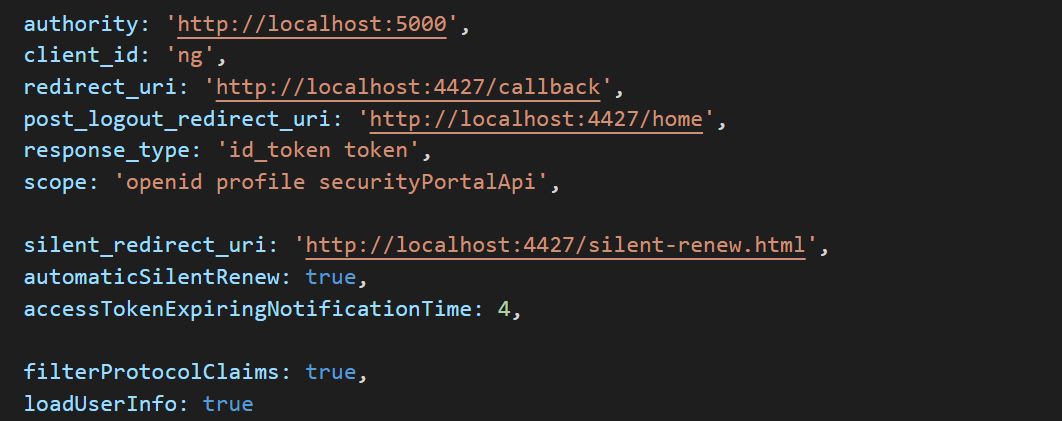 authority: 'http://localhost:5000',
client_id: 'ng',
redirect_uri: 'http://localhost:4427/callback',
post_logout_redirect_uri: 'http://localhost:4427/home',
response_type: 'id_token token',
scope: 'openid profile securityPortalApi',
silent_redirect_uri: 'http://localhost:4427/silent-renew.html',
automaticSilentRenew: true,
accessTokenExpiringNotificationTime: 4,
filterProtocolClaims: true,
loadUserInfo: true